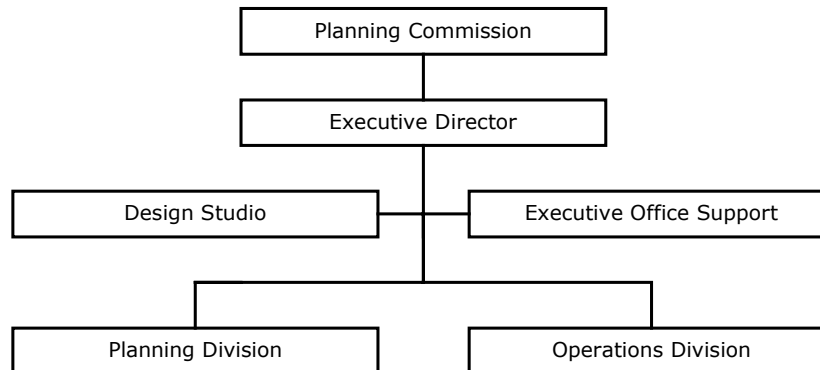 Planning Commission
Executive Director
Design Studio
Executive Office Support
Planning Division
Operations Division